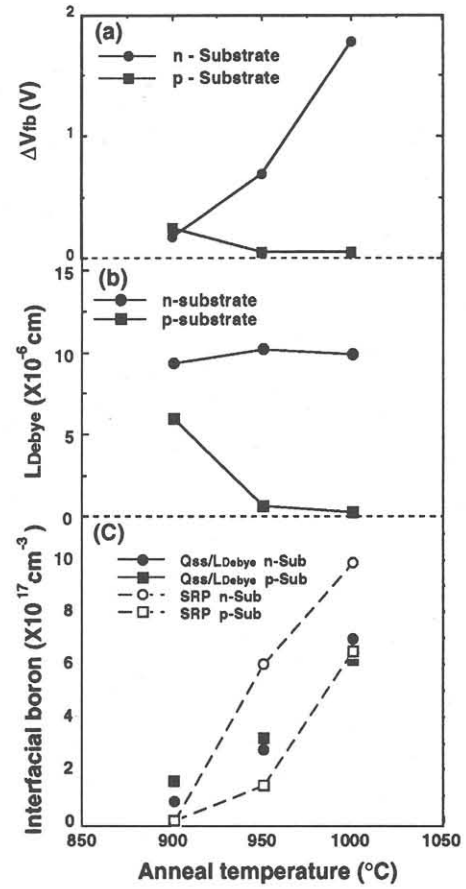 (a)
n - Substrate
p - Substrate
ΔVfb (V)
2
1
0
(b)
n-substrate
p-substrate
LDebye (X10-6 cm)
15
10
5
0
(C)
Qss/LDebye n-Sub
Qss/LDebye p-Sub
SRP n-Sub
SRP p-Sub
Interfacial boron (X10 17cm-3)
10
8
6
4
2
0
850 900 950 1000 1050
Anneal temperature (°C)